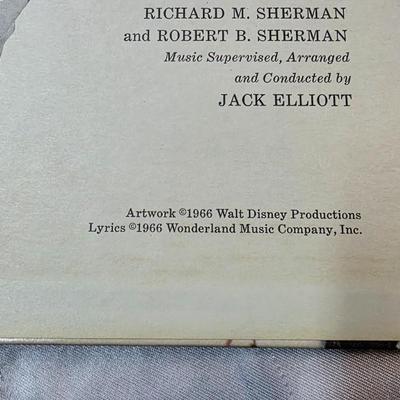 RICHARD M. SHERMAN
and ROBERT B. SHERMAN
Music Supervised, Arranged
and Conducted by
JACK ELLIOTT
Artwork ©1966 Walt Disney Productions
Lyrics ©1966 Wonderland Music Company, Inc.